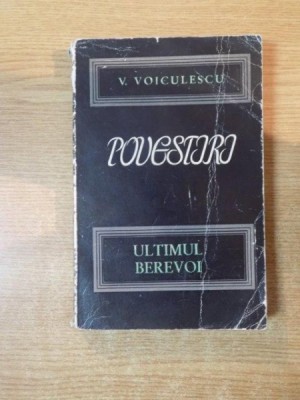 V. VOICULESCU
POVESTIRI
ULTIMUL
BEREVOI